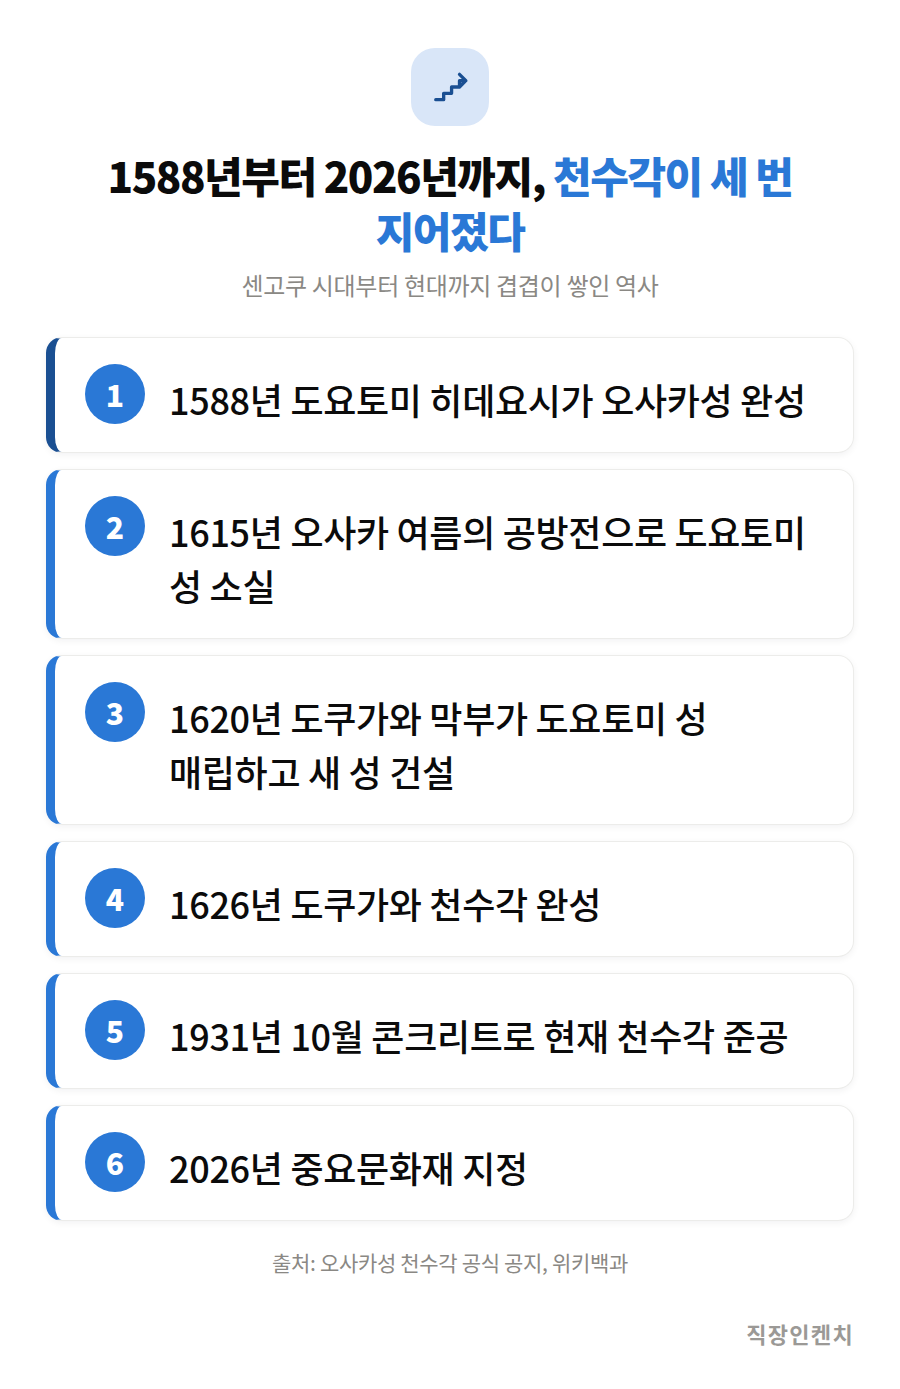 1588년부터 2026년까지, 천수각이 세 번
지어졌다
센고쿠 시대부터 현대까지 겹겹이 쌓인 역사
1
1588년 도요토미 히데요시가 오사카성 완성
2
1615년 오사카 여름의 공방전으로 도요토미
성 소실
3
1620년 도쿠가와 막부가 도요토미 성
매립하고 새 성 건설
4
1626년 도쿠가와 천수각 완성
5
1931년 10월 콘크리트로 현재 천수각 준공
6
2026년 중요문화재 지정
출처: 오사카성 천수각 공식 공지, 위키백과
직장인켄치